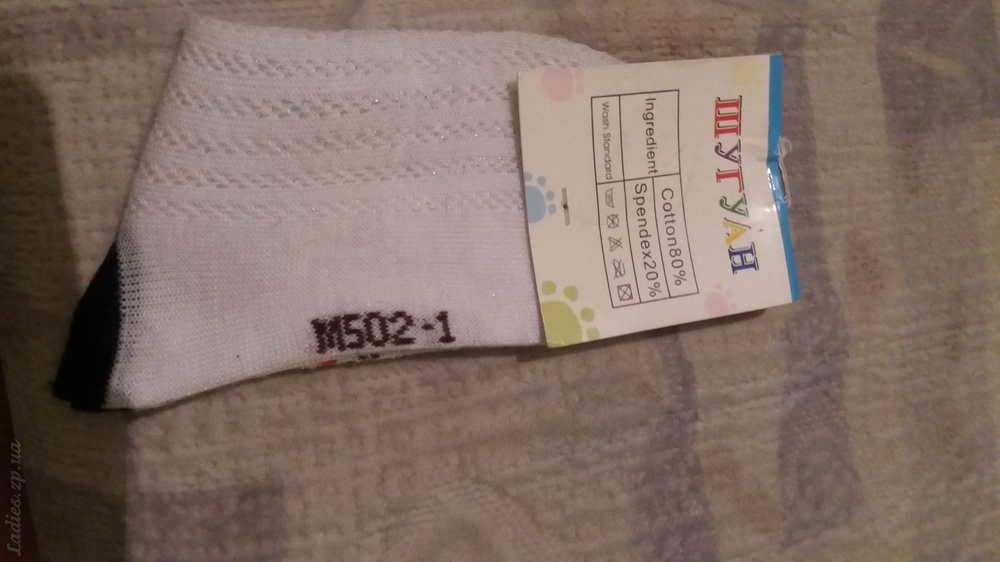 ШУГУАН
Ingredient
Cotton80%
Spendex20%
Wash Standard
M502-1
Ladies.zp.ua